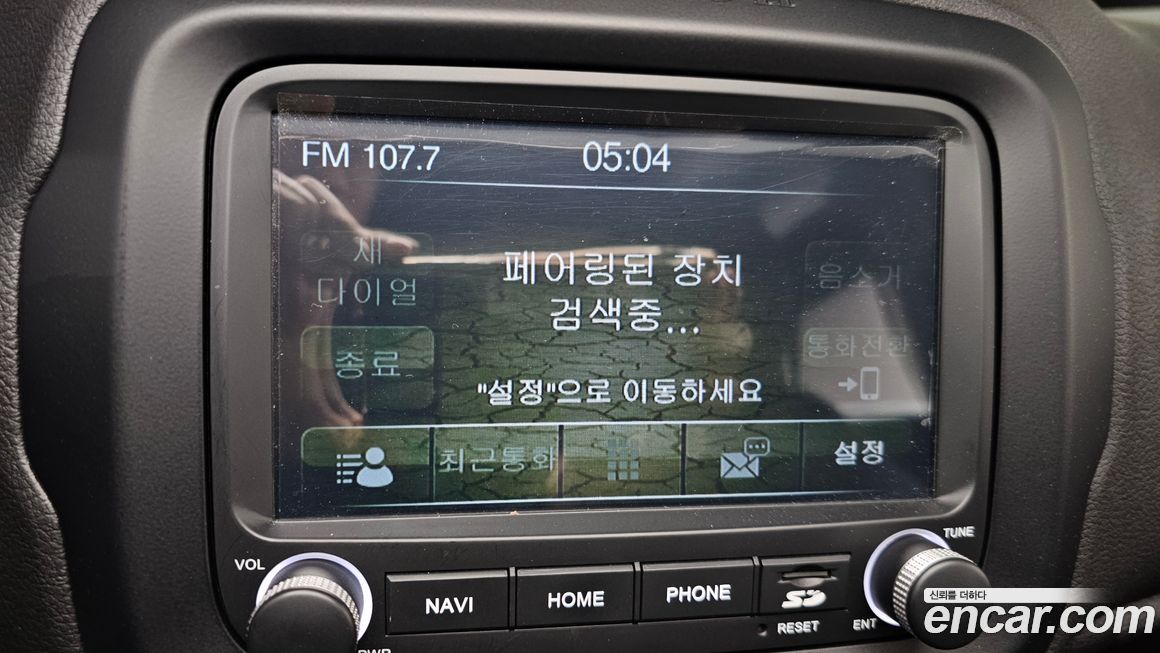 FM 107.7
05:04
새
다이얼
페어링된 장치
검색중...
음소거
종료
통화전환
"설정"으로 이동하세요
최근통화
설정
VOL
TUNE
NAVI
HOME
PHONE
SD
RESET
ENT
PWR
신뢰를 더하다
encar.com